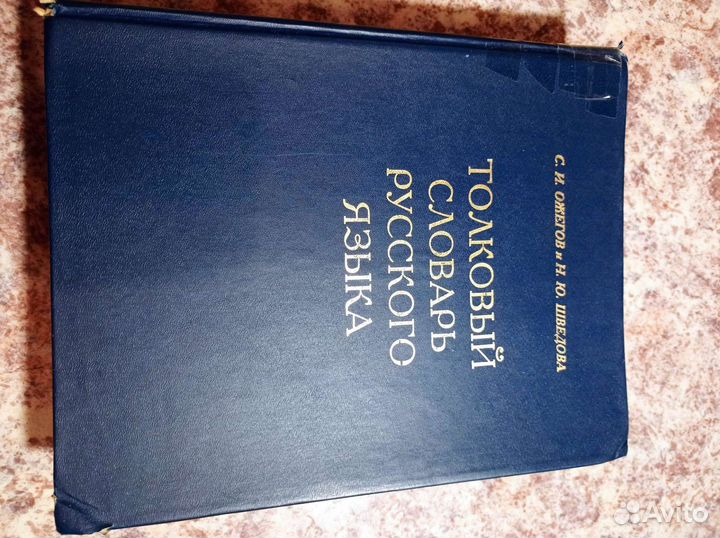 С. И. ОЖЕГОВ и Н. Ю. ШВЕДОВА
ТОЛКОВЫЙ
СЛОВАРЬ
РУССКОГО
ЯЗЫКА
Avito